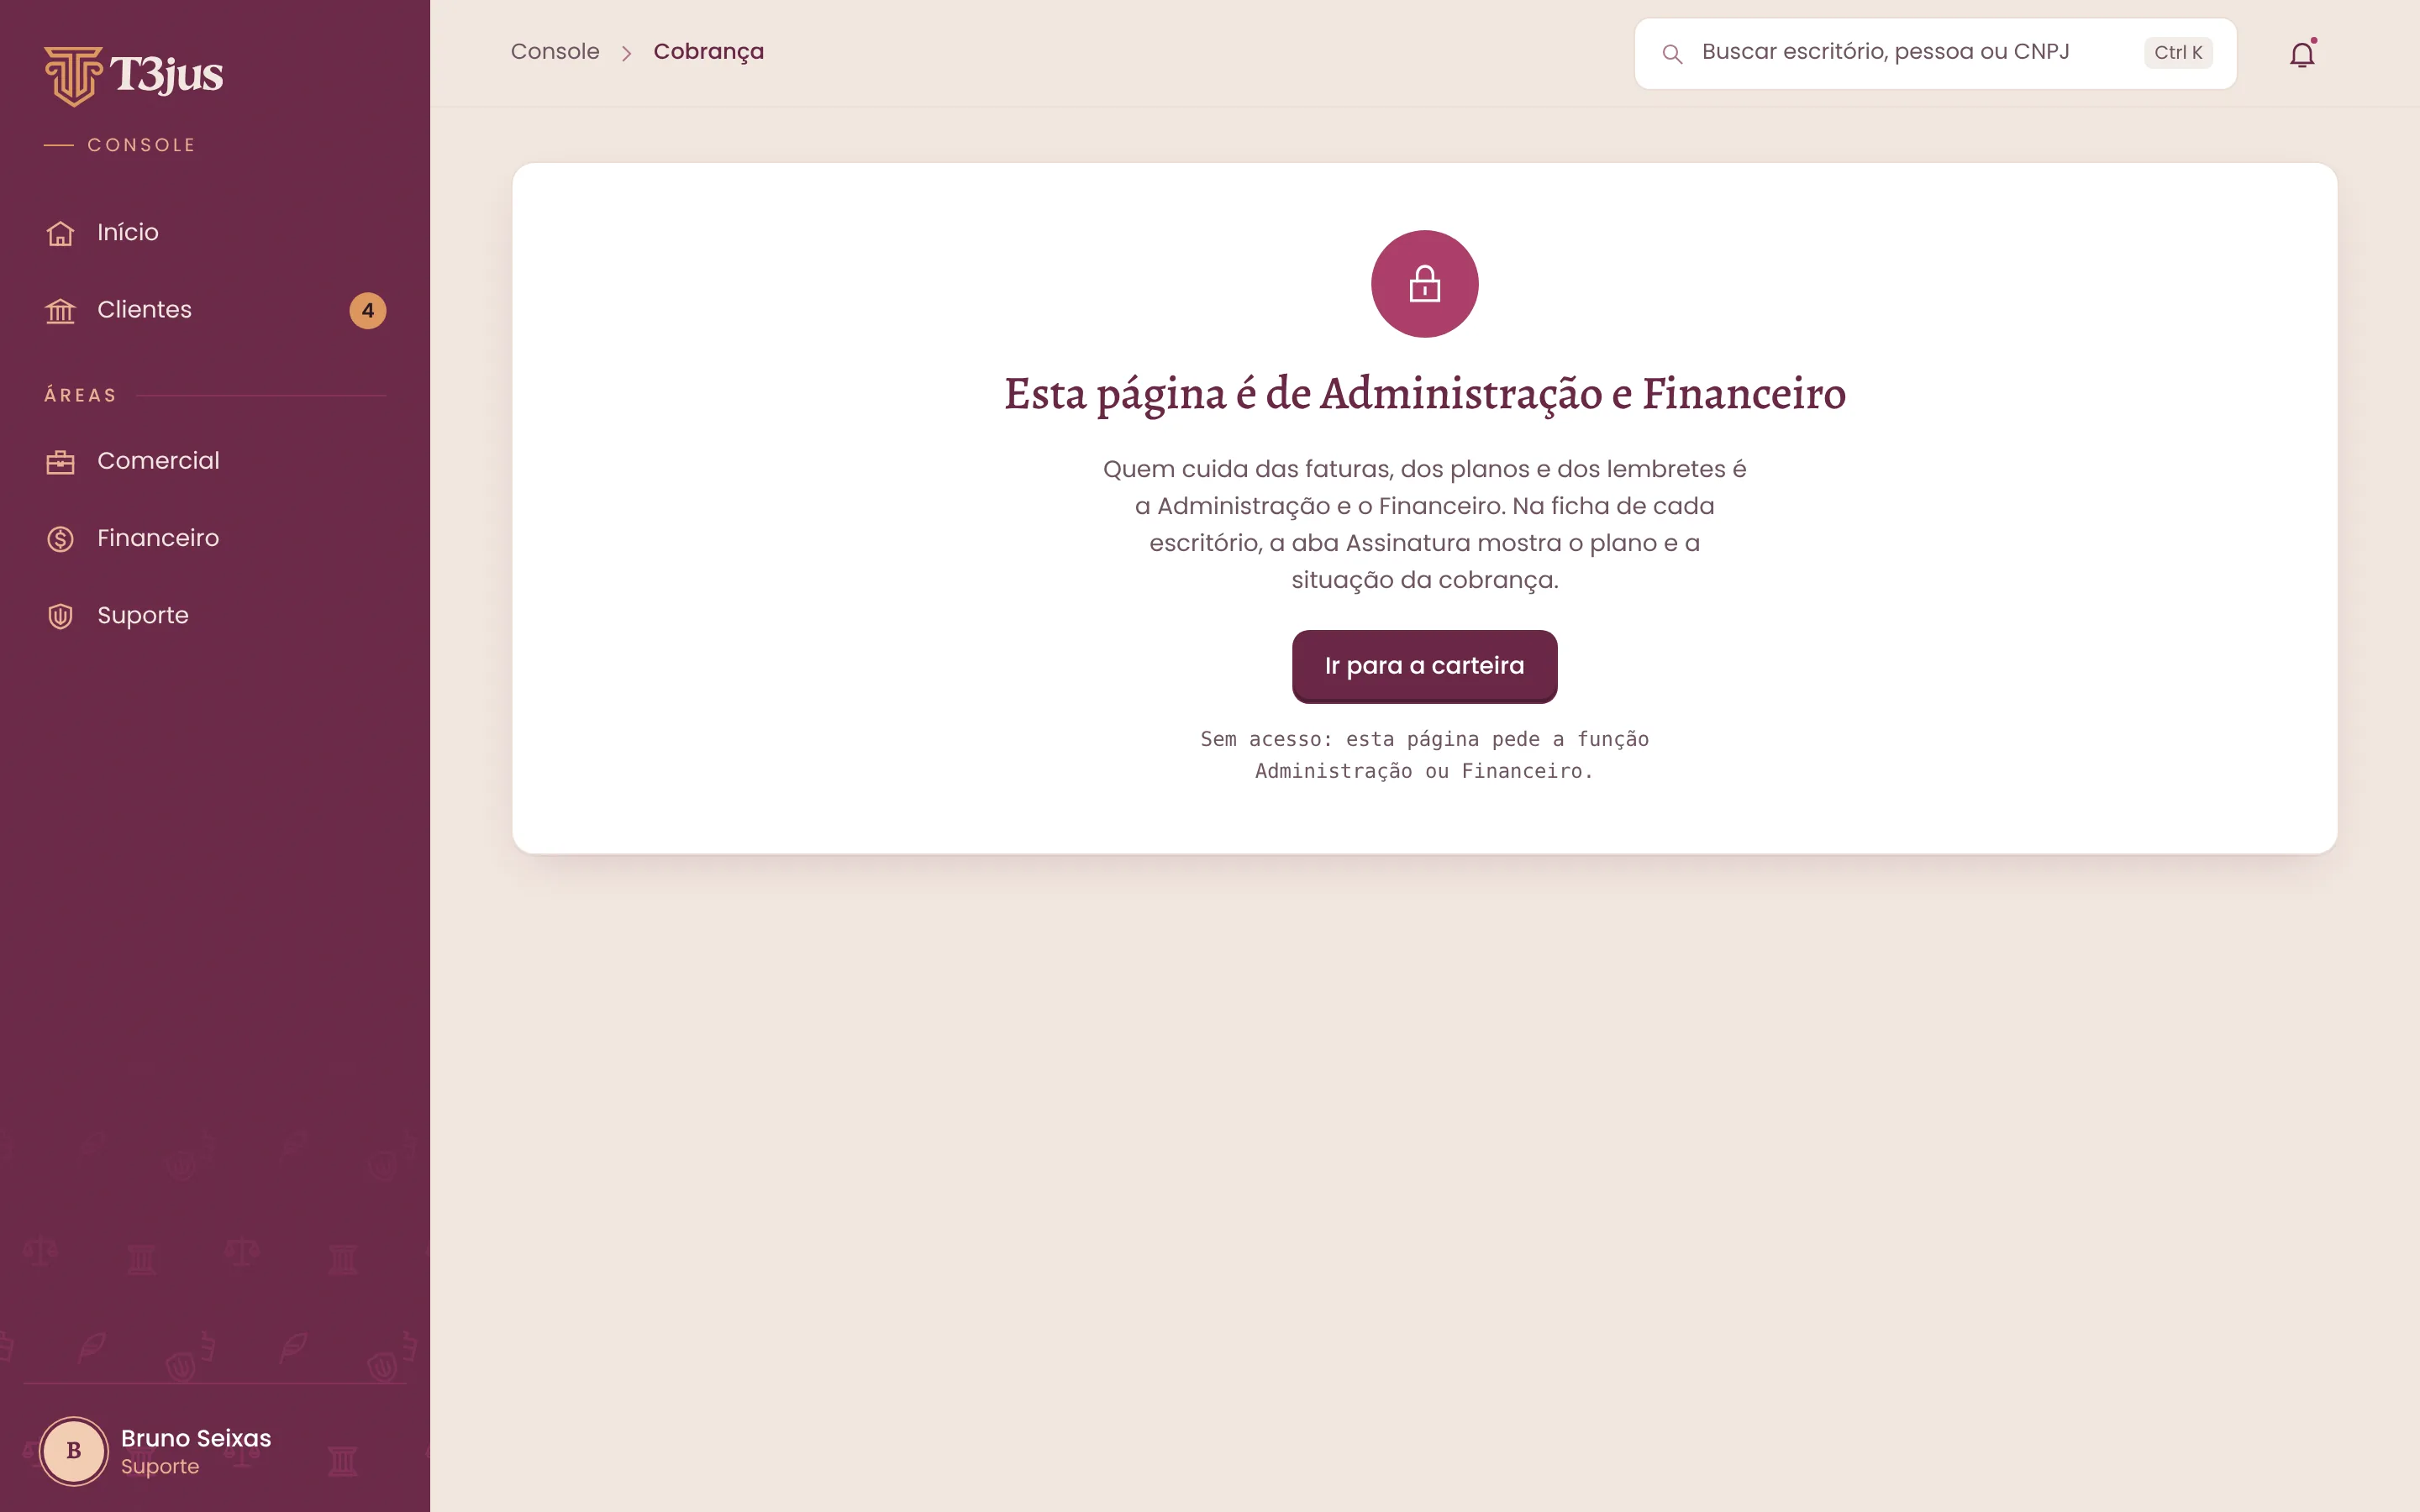 T3jus
CONSOLE
Início
Clientes
4
ÁREAS
Comercial
Financeiro
Suporte
B
Bruno Seixas
Suporte
Console
Cobrança
Buscar escritório, pessoa ou CNPJ
Ctrl K
Esta página é de Administração e Financeiro
Quem cuida das faturas, dos planos e dos lembretes é
a Administração e o Financeiro. Na ficha de cada
escritório, a aba Assinatura mostra o plano e a
situação da cobrança.
Ir para a carteira
Sem acesso: esta página pede a função
Administração ou Financeiro.